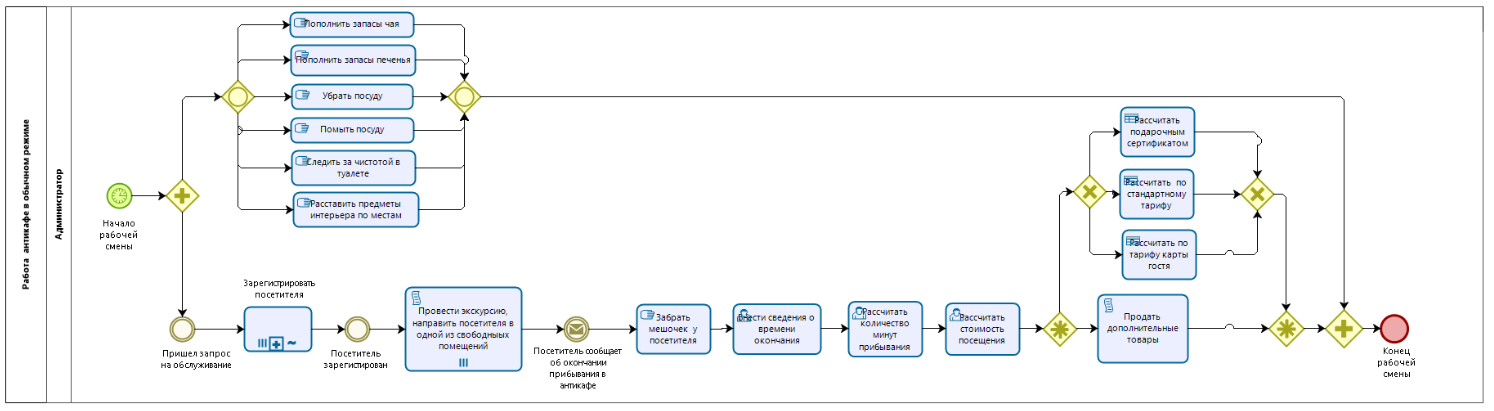 Работа антикафе в обычном режиме
Администратор
Начало
рабочей
смены
Пополнить запасы чая
Пополнить запасы печенья
Убрать посуду
Помыть посуду
Следить за чистотой в
туалете
Расставить предметы
интерьера по местам
Пришел запрос
на обслуживание
Зарегистрировать
посетителя
Посетитель
зарегистирован
Провести экскурсию,
направить посетителя в
одной из свободныых
помещений
Посетитель сообщает
об окончании
прибывания в
антикафе
Забрать
мешочек у
посетителя
Внести сведения о
времени
окончания
Рассчитать
количество
минут
прибывания
Рассчитать
стоимость
посещения
Рассчитать
подарочным
сертификатом
Рассчитать по
стандартному
тарифу
Рассчитать по
тарифу карты
гостя
Продать
дополнительные
товары
Конец
рабочей
смены